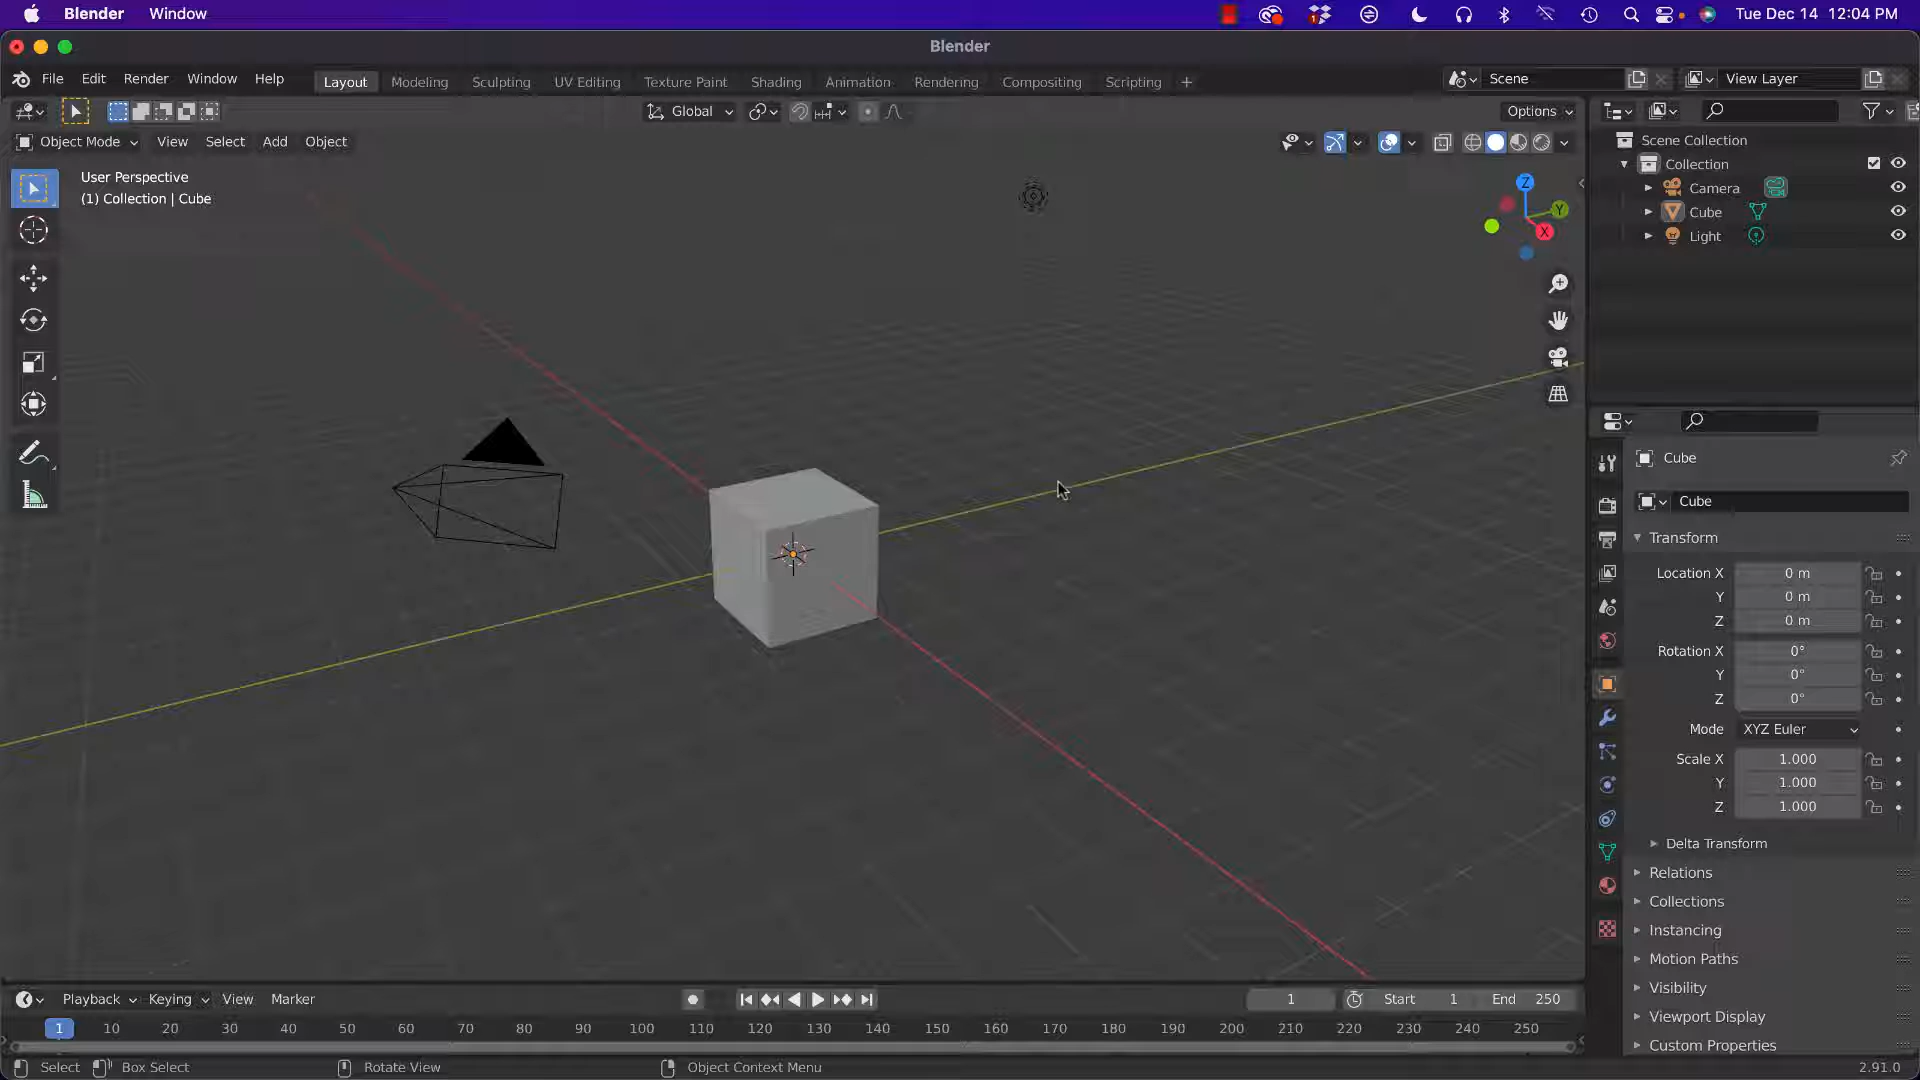 Blender Window Tue Dec 14 12:04 PM
Blender
File Edit Render Window Help Layout Modeling Sculpting UV Editing Texture Paint Shading Animation Rendering Compositing Scripting + Scene View Layer
Global Options
Object Mode View Select Add Object
User Perspective
(1) Collection | Cube
Z
Y
X
Scene Collection
Collection
Camera
Cube
Light
Cube
Cube
Transform
Location X 0 m
Y 0 m
Z 0 m
Rotation X 0°
Y 0°
Z 0°
Mode XYZ Euler
Scale X 1.000
Y 1.000
Z 1.000
Delta Transform
Relations
Collections
Instancing
Motion Paths
Visibility
Viewport Display
Custom Properties
Playback Keying View Marker 1 Start 1 End 250
1 10 20 30 40 50 60 70 80 90 100 110 120 130 140 150 160 170 180 190 200 210 220 230 240 250
Select Box Select Rotate View Object Context Menu 2.91.0